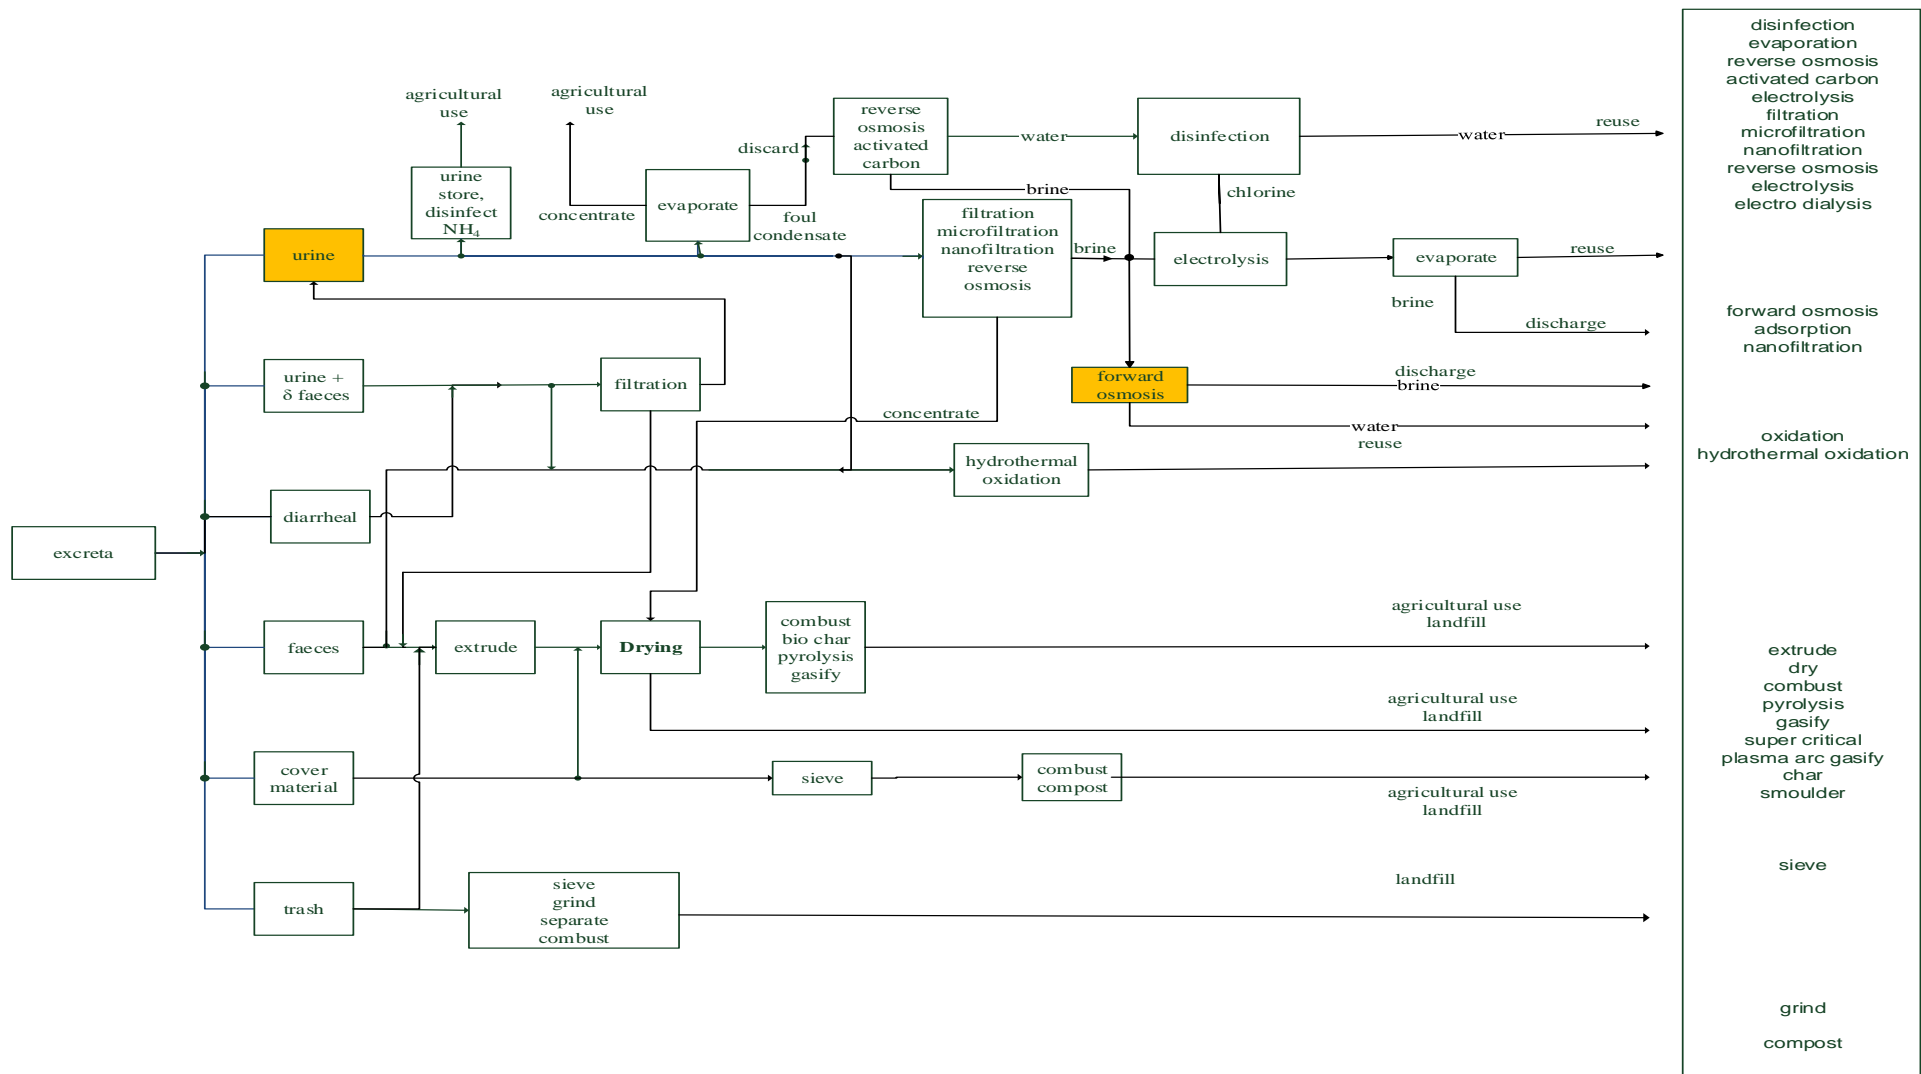 agricultural
use
agricultural
use
reverse
osmosis
activated
carbon
water
disinfection
water
reuse
discard
urine
store,
disinfect
NH₄
concentrate
evaporate
foul
condensate
brine
chlorine
filtration
microfiltration
nanofiltration
reverse
osmosis
brine
electrolysis
evaporate
reuse
brine
discharge
urine
urine +
δ faeces
filtration
forward
osmosis
discharge
brine
concentrate
water
reuse
hydrothermal
oxidation
diarrheal
excreta
faeces
extrude
Drying
combust
bio char
pyrolysis
gasify
agricultural use
landfill
agricultural use
landfill
cover
material
sieve
combust
compost
agricultural use
landfill
trash
sieve
grind
separate
combust
landfill
disinfection
evaporation
reverse osmosis
activated carbon
electrolysis
filtration
microfiltration
nanofiltration
reverse osmosis
electrolysis
electro dialysis
forward osmosis
adsorption
nanofiltration
oxidation
hydrothermal oxidation
extrude
dry
combust
pyrolysis
gasify
super critical
plasma arc gasify
char
smoulder
sieve
grind
compost